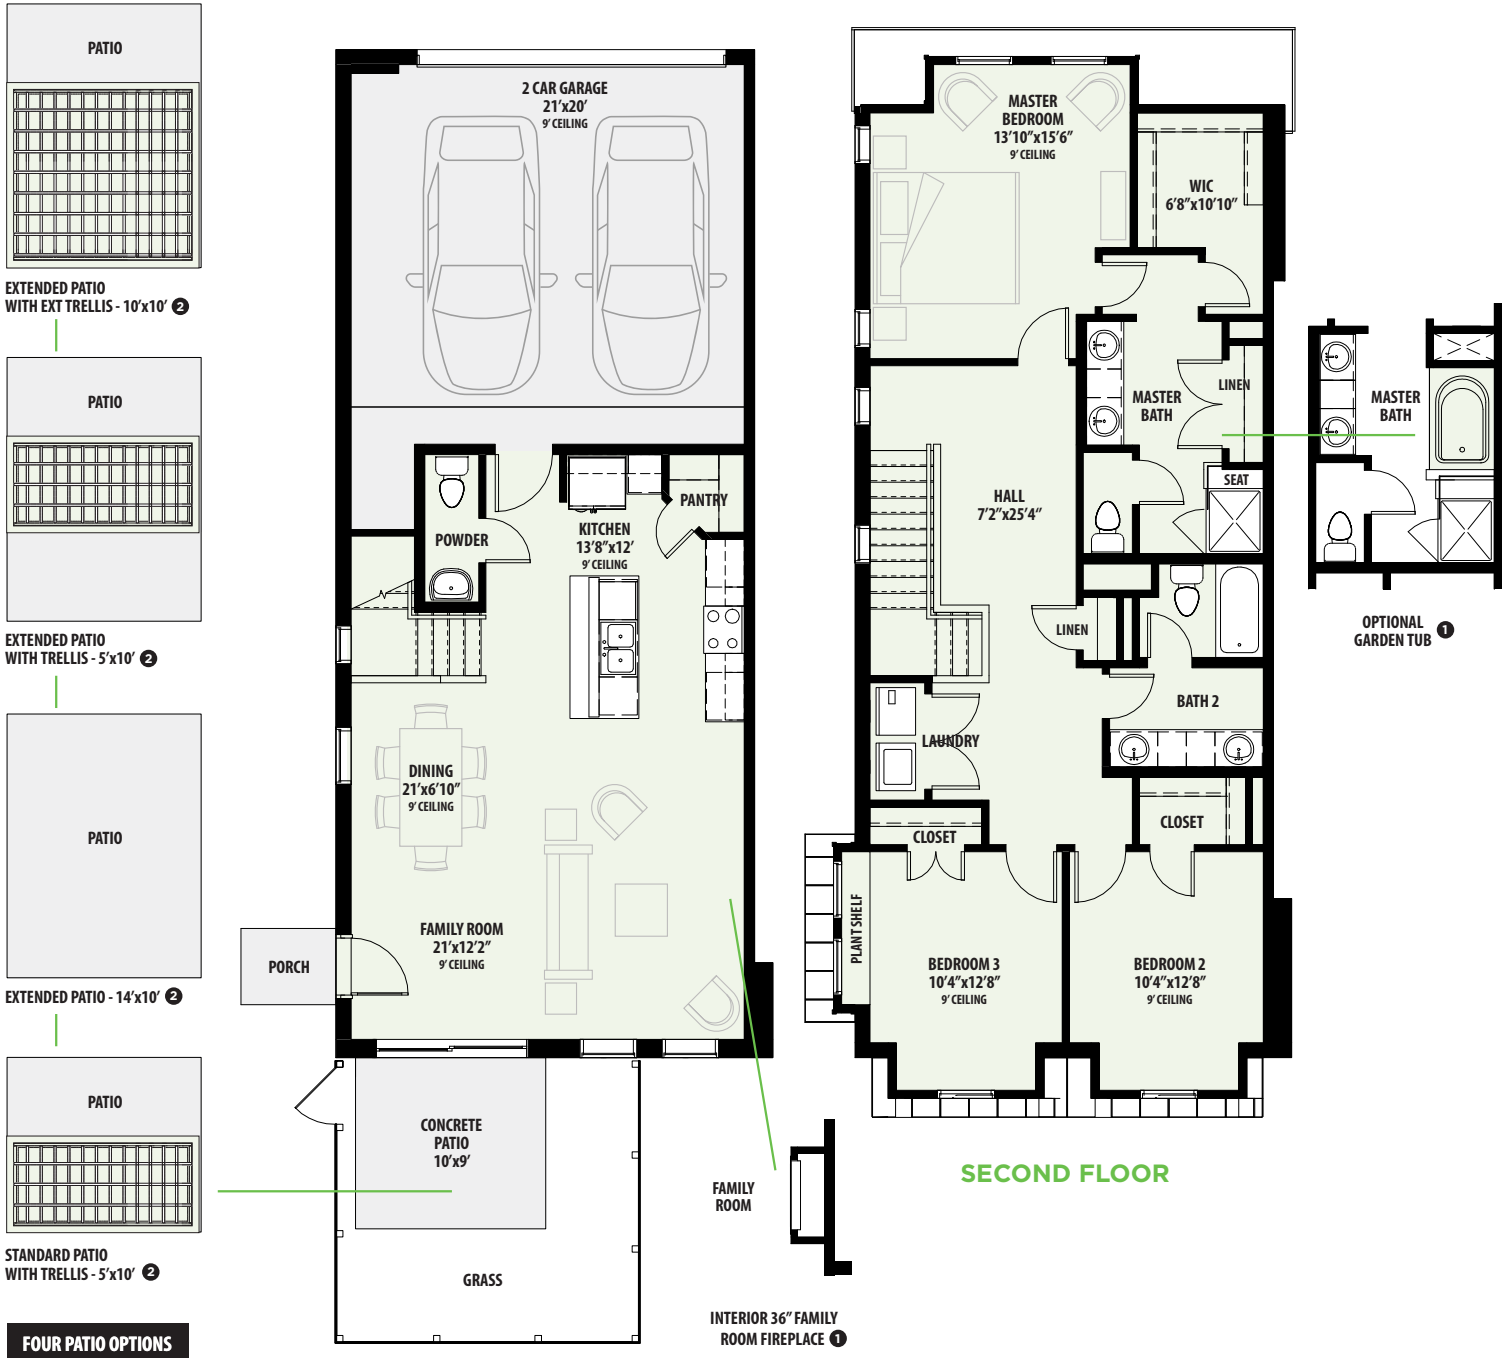 PATIO
EXTENDED PATIO
WITH EXT TRELLIS - 10'x10' 2
PATIO
EXTENDED PATIO
WITH TRELLIS - 5'x10' 2
PATIO
EXTENDED PATIO - 14'x10' 2
PATIO
STANDARD PATIO
WITH TRELLIS - 5'x10' 2
FOUR PATIO OPTIONS
2 CAR GARAGE
21'x20'
9' CEILING
POWDER
KITCHEN
13'8"x12'
9' CEILING
PANTRY
DINING
21'x6'10"
9' CEILING
FAMILY ROOM
21'x12'2"
9' CEILING
PORCH
CONCRETE
PATIO
10'x9'
GRASS
FAMILY
ROOM
INTERIOR 36" FAMILY
ROOM FIREPLACE 1
MASTER
BEDROOM
13'10"x15'6"
9' CEILING
WIC
6'8"x10'10"
MASTER
BATH
LINEN
SEAT
HALL
7'2"x25'4"
LINEN
BATH 2
LAUNDRY
CLOSET
CLOSET
PLANT SHELF
BEDROOM 3
10'4"x12'8"
9' CEILING
BEDROOM 2
10'4"x12'8"
9' CEILING
SECOND FLOOR
MASTER
BATH
OPTIONAL
GARDEN TUB 1